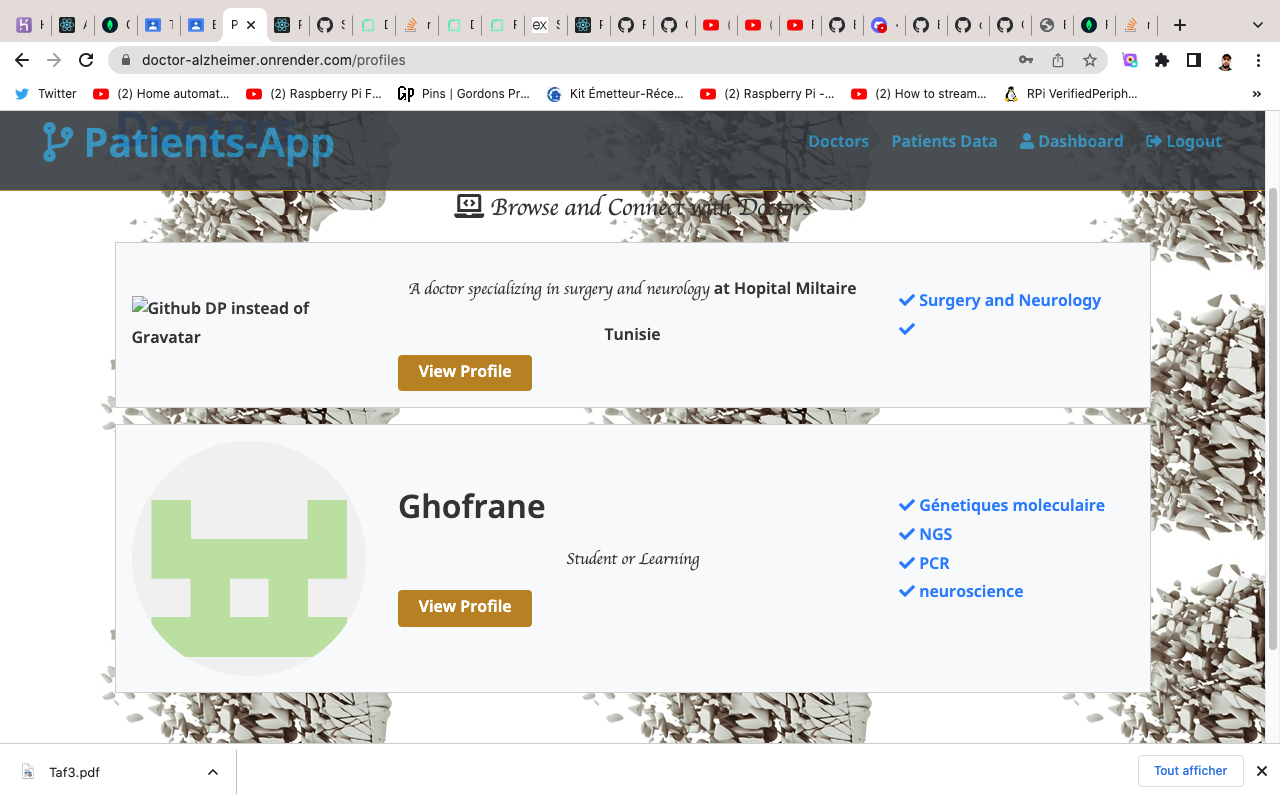 doctor-alzheimer.onrender.com/profiles
Twitter
(2) Home automat...
(2) Raspberry Pi F...
Pins | Gordons Pr...
Kit Émetteur-Réce...
(2) Raspberry Pi -...
(2) How to stream...
RPi VerifiedPeriph...
»
Doctors
Patients-App
Doctors
Patients Data
Dashboard
Logout
Browse and Connect with Doctors
Github DP instead of
Gravatar
A doctor specializing in surgery and neurology at Hopital Miltaire
Tunisie
View Profile
Surgery and Neurology
Ghofrane
Student or Learning
View Profile
Génetiques moleculaire
NGS
PCR
neuroscience
Taf3.pdf
Tout afficher